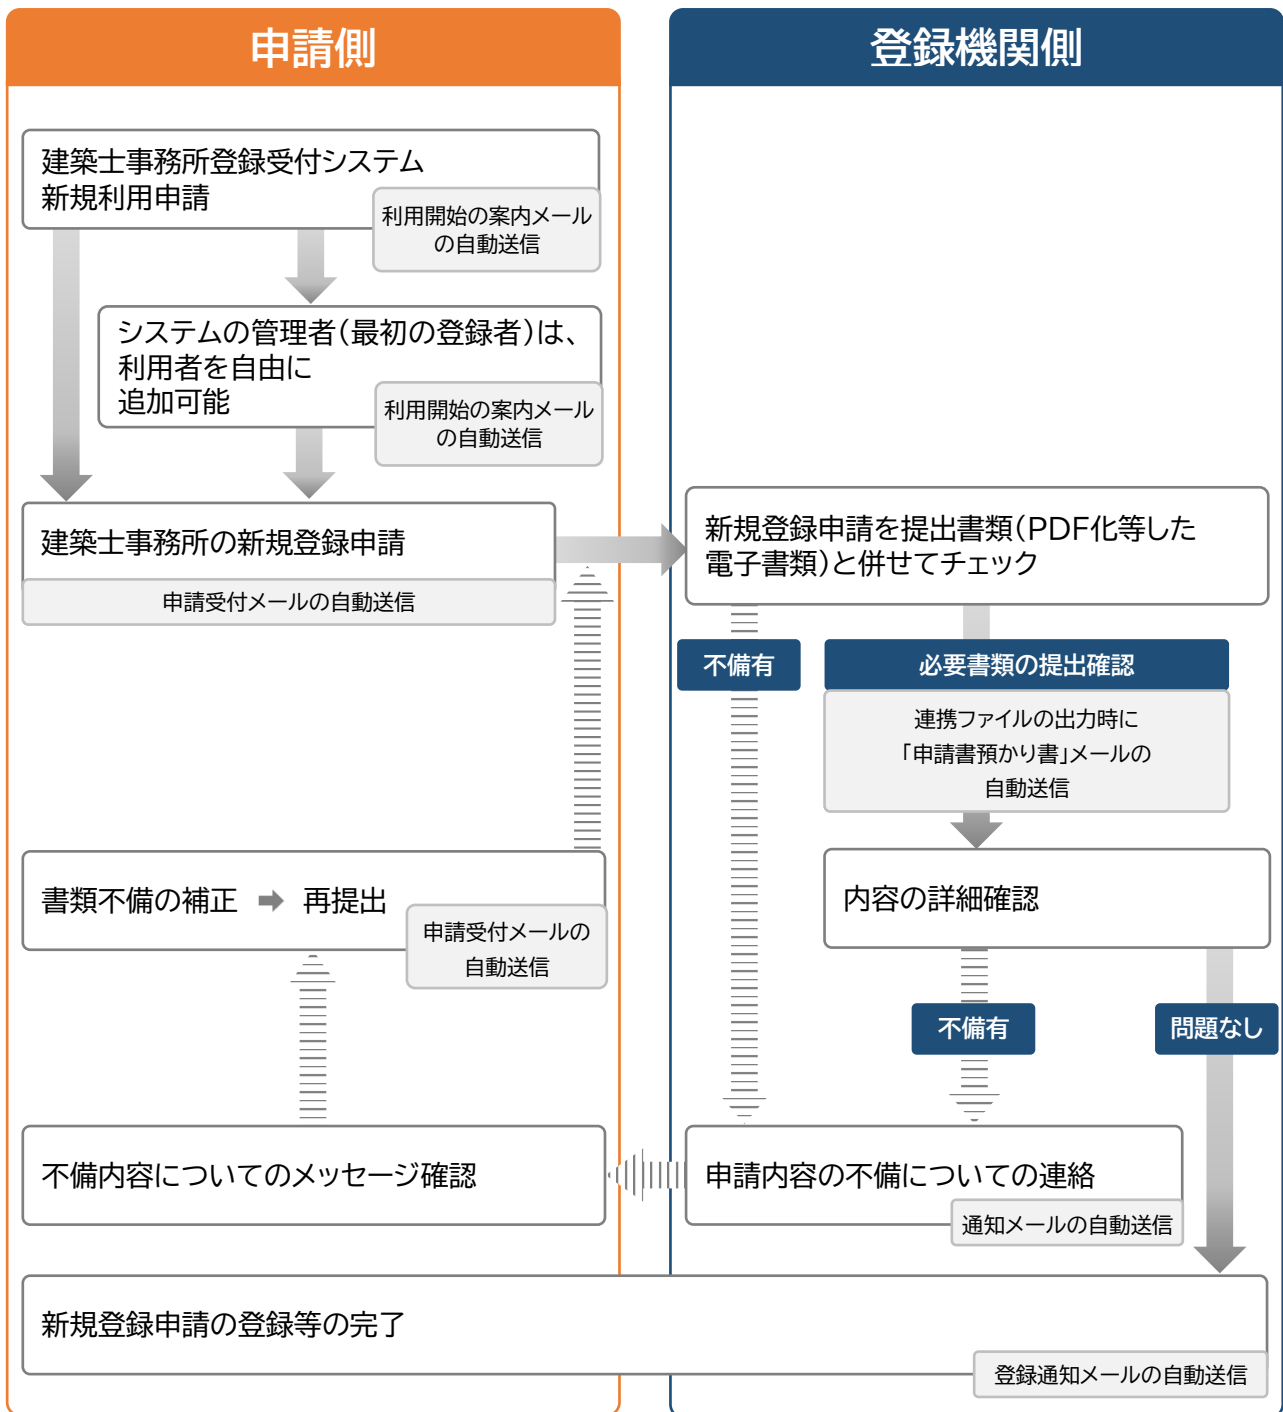 申請側
登録機関側
建築士事務所登録受付システム
新規利用申請
利用開始の案内メール
の自動送信
システムの管理者(最初の登録者)は、
利用者を自由に
追加可能
利用開始の案内メール
の自動送信
建築士事務所の新規登録申請
申請受付メールの自動送信
新規登録申請を提出書類(PDF化等した
電子書類)と併せてチェック
不備有
必要書類の提出確認
連携ファイルの出力時に
「申請書預かり書」メールの
自動送信
書類不備の補正 ➡ 再提出
申請受付メールの
自動送信
内容の詳細確認
不備有
問題なし
不備内容についてのメッセージ確認
申請内容の不備についての連絡
通知メールの自動送信
新規登録申請の登録等の完了
登録通知メールの自動送信